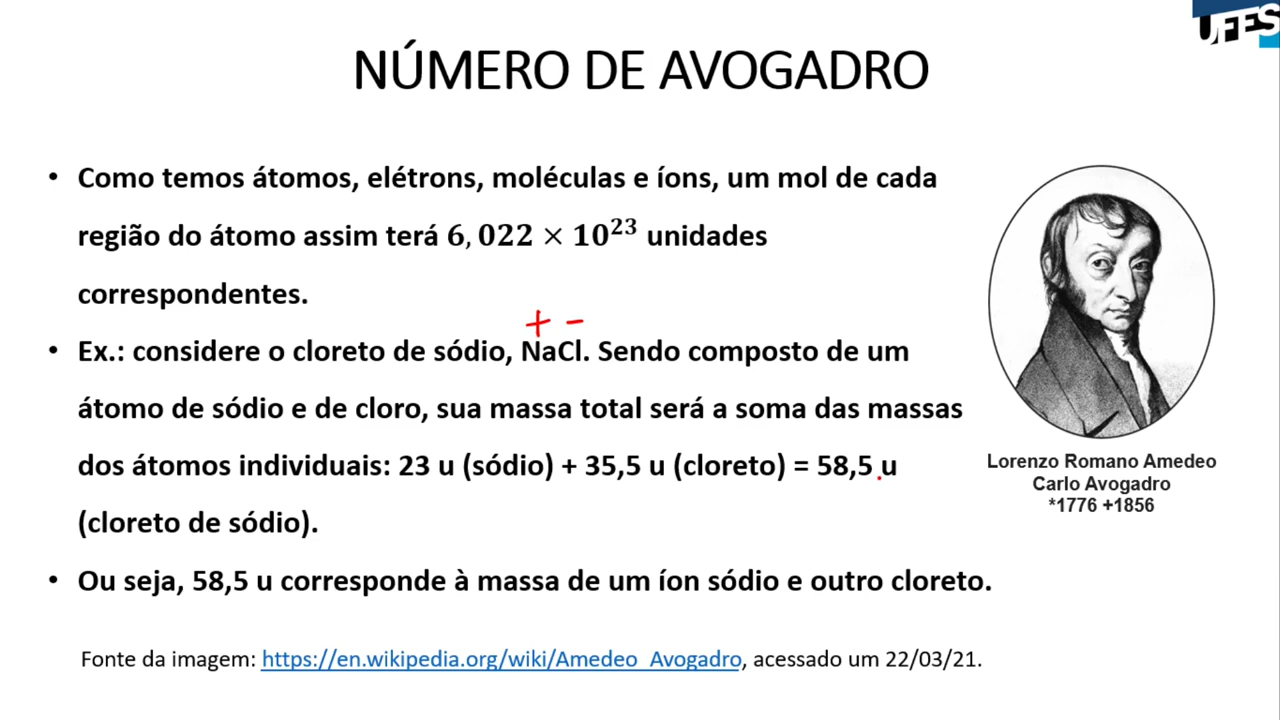 UFES
NÚMERO DE AVOGADRO
• Como temos átomos, elétrons, moléculas e íons, um mol de cada
região do átomo assim terá 6,022 × 10²³ unidades
correspondentes.
+ −
• Ex.: considere o cloreto de sódio, NaCl. Sendo composto de um
átomo de sódio e de cloro, sua massa total será a soma das massas
dos átomos individuais: 23 u (sódio) + 35,5 u (cloreto) = 58,5 u
(cloreto de sódio).
• Ou seja, 58,5 u corresponde à massa de um íon sódio e outro cloreto.
Lorenzo Romano Amedeo
Carlo Avogadro
*1776 +1856
Fonte da imagem: https://en.wikipedia.org/wiki/Amedeo_Avogadro, acessado um 22/03/21.